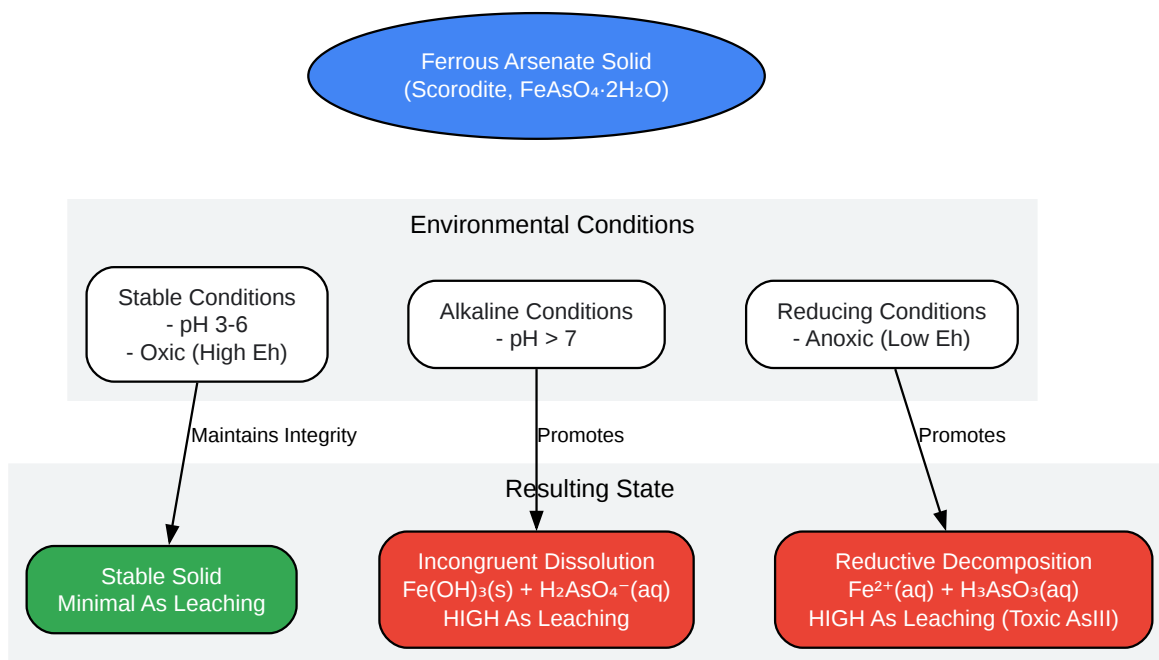 Ferrous Arsenate Solid
(Scorodite, FeAsO₄·2H₂O)
Environmental Conditions
Stable Conditions
- pH 3-6
- Oxic (High Eh)
Alkaline Conditions
- pH > 7
Reducing Conditions
- Anoxic (Low Eh)
Maintains Integrity
Promotes
Promotes
Resulting State
Stable Solid
Minimal As Leaching
Incongruent Dissolution
Fe(OH)₃(s) + H₂AsO₄⁻(aq)
HIGH As Leaching
Reductive Decomposition
Fe²⁺(aq) + H₃AsO₃(aq)
HIGH As Leaching (Toxic AsIII)